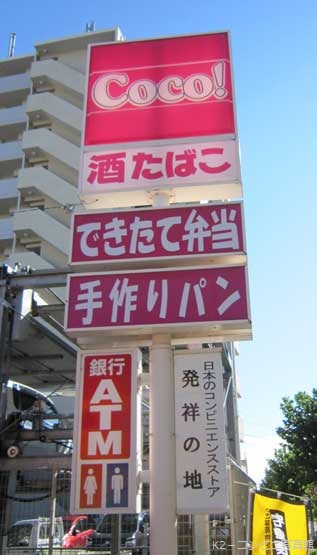 Coco!
酒たばこ
できたて弁当
手作りパン
銀行
ATM
日本のコンビニエンスストア
発祥の地